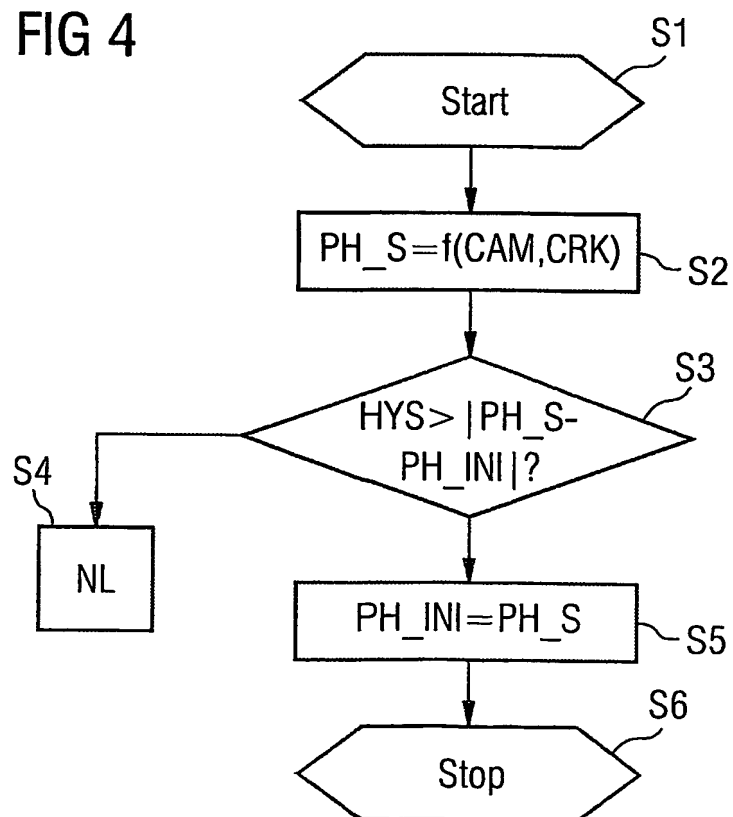 FIG 4
S1
Start
PH_S=f(CAM,CRK)
S2
S3
HYS>|PH_S-
PH_INI|?
S4
NL
PH_INI=PH_S
S5
S6
Stop